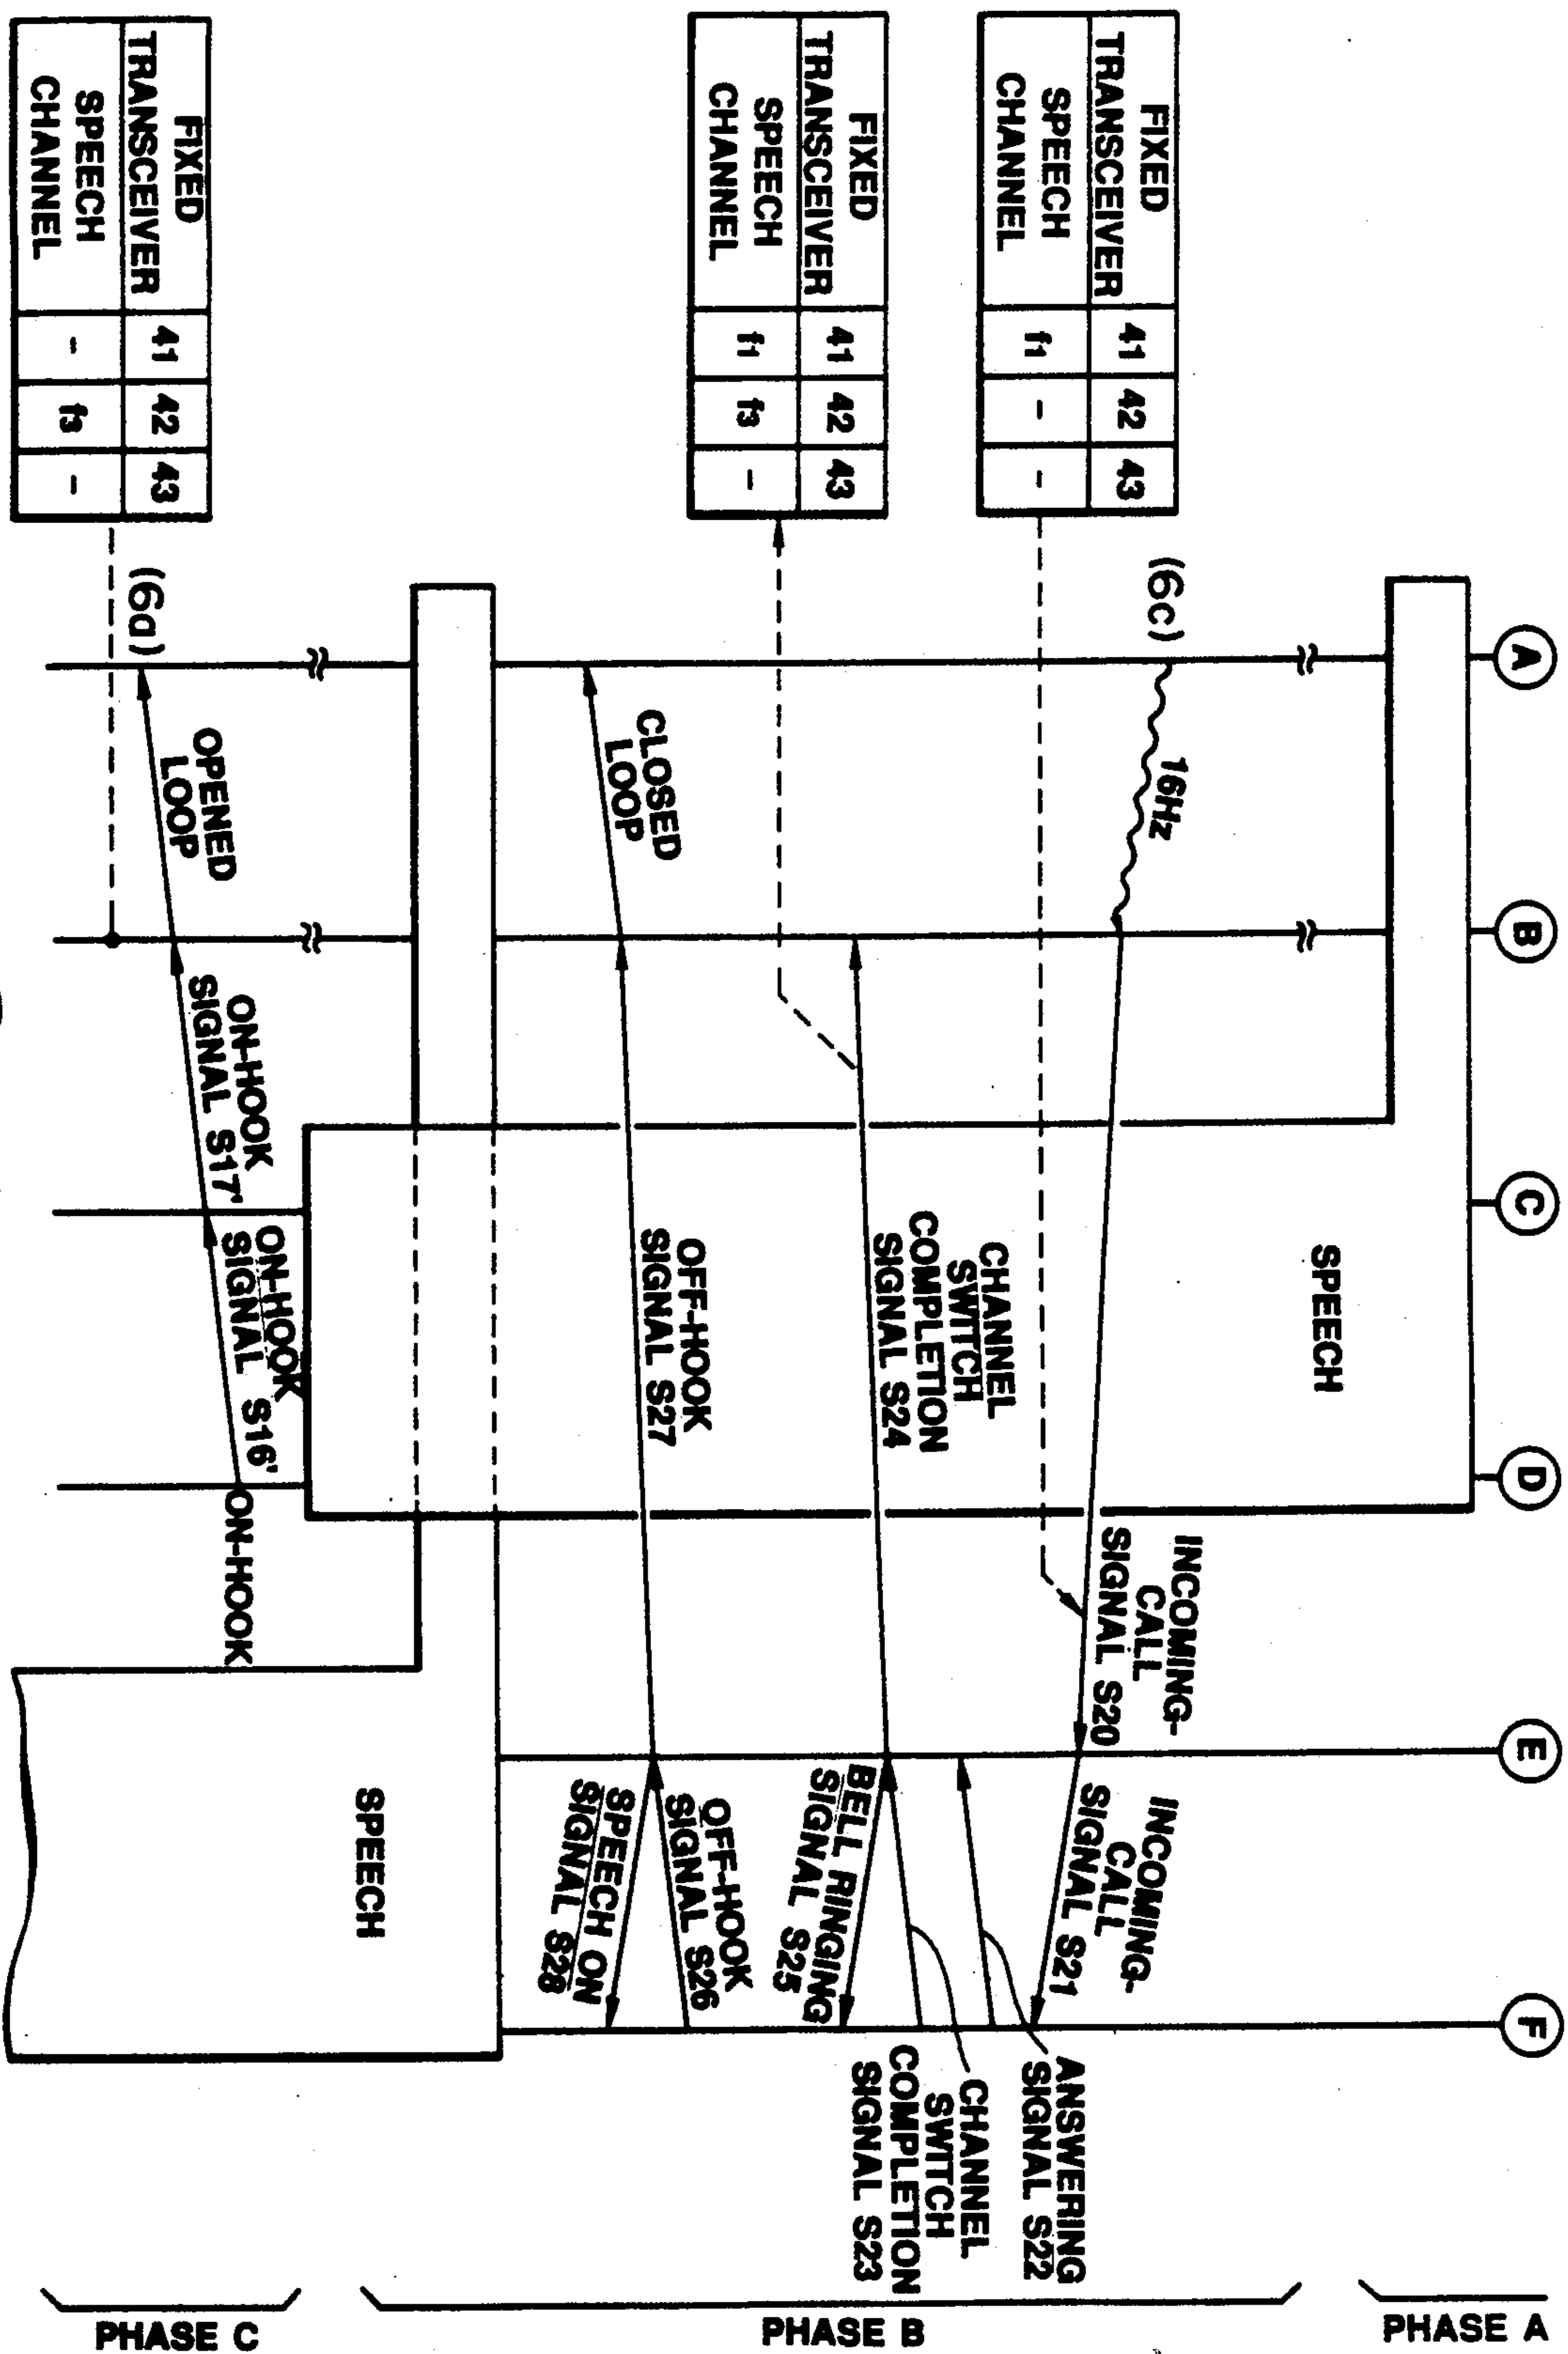 A
B
C
D
E
F
PHASE A
SPEECH
FIXED
TRANSCEIVER 41 42 43
SPEECH
CHANNEL f1 - -
(6c)
16Hz
INCOMING-
CALL
SIGNAL S20
INCOMING-
CALL
SIGNAL S21
ANSWERING
SIGNAL S22
CHANNEL
SWITCH
COMPLETION
SIGNAL S23
FIXED
TRANSCEIVER 41 42 43
SPEECH
CHANNEL f1 f3 -
CHANNEL
SWITCH
COMPLETION
SIGNAL S24
BELL RINGING
SIGNAL S25
PHASE B
CLOSED
LOOP
OFF-HOOK
SIGNAL S27
OFF-HOOK
SIGNAL S26
SPEECH ON
SIGNAL S28
SPEECH
FIXED
TRANSCEIVER 41 42 43
SPEECH
CHANNEL - f3 -
(6a)
OPENED
LOOP
ON-HOOK
SIGNAL S17'
ON-HOOK
SIGNAL S16'
ON-HOOK
PHASE C